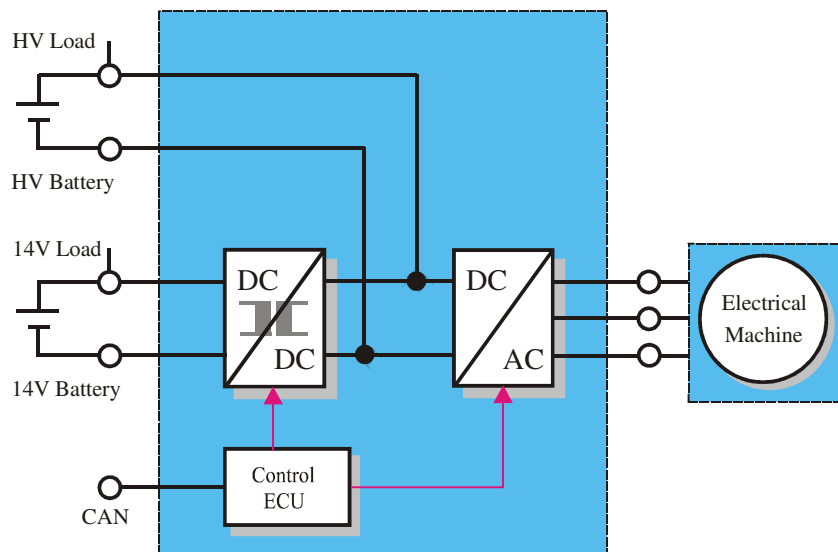 HV Load
HV Battery
14V Load
14V Battery
DC
DC
DC
AC
Electrical
Machine
Control
ECU
CAN